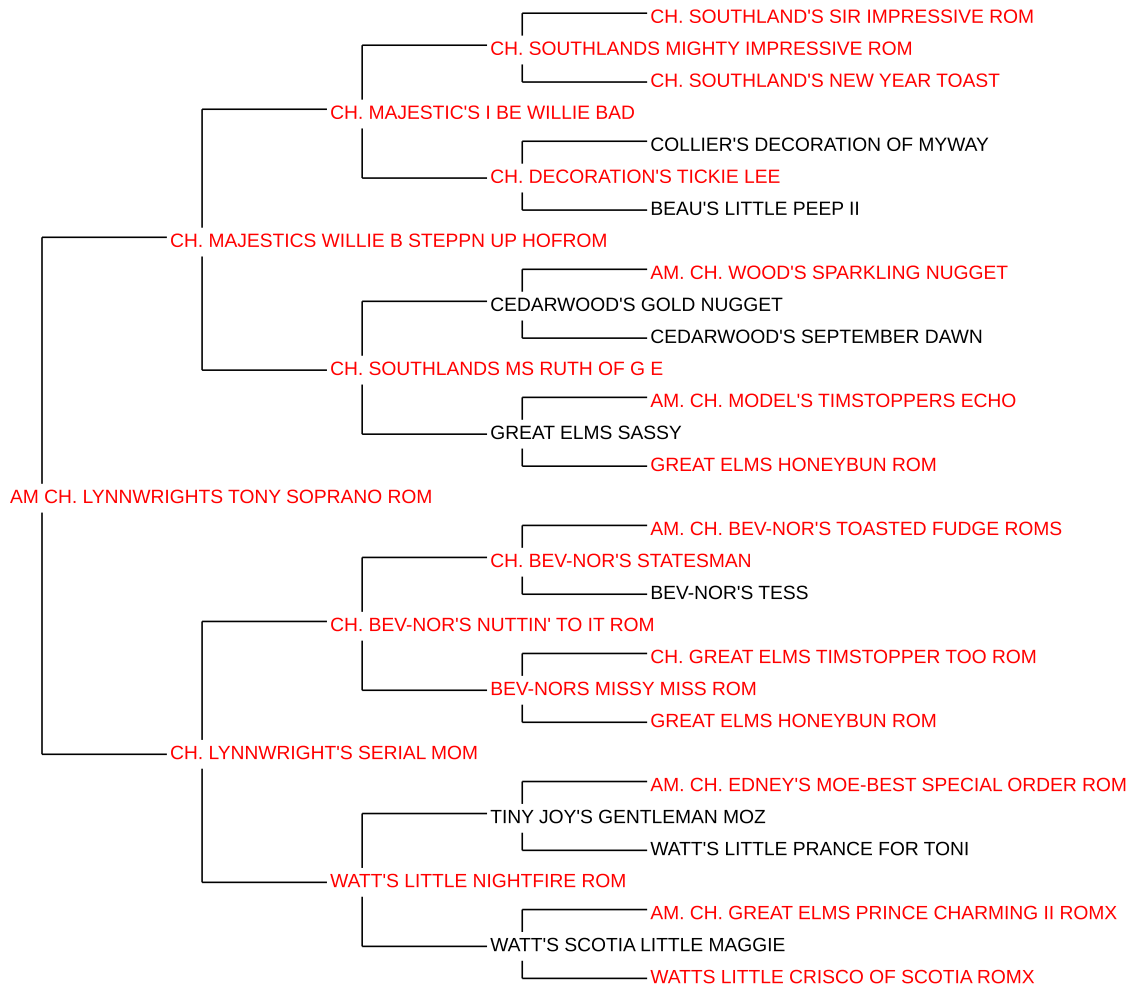 CH. SOUTHLAND'S SIR IMPRESSIVE ROM
CH. SOUTHLANDS MIGHTY IMPRESSIVE ROM
CH. SOUTHLAND'S NEW YEAR TOAST
CH. MAJESTIC'S I BE WILLIE BAD
COLLIER'S DECORATION OF MYWAY
CH. DECORATION'S TICKIE LEE
BEAU'S LITTLE PEEP II
CH. MAJESTICS WILLIE B STEPPN UP HOFROM
AM. CH. WOOD'S SPARKLING NUGGET
CEDARWOOD'S GOLD NUGGET
CEDARWOOD'S SEPTEMBER DAWN
CH. SOUTHLANDS MS RUTH OF G E
AM. CH. MODEL'S TIMSTOPPERS ECHO
GREAT ELMS SASSY
GREAT ELMS HONEYBUN ROM
AM CH. LYNNWRIGHTS TONY SOPRANO ROM
AM. CH. BEV-NOR'S TOASTED FUDGE ROMS
CH. BEV-NOR'S STATESMAN
BEV-NOR'S TESS
CH. BEV-NOR'S NUTTIN' TO IT ROM
CH. GREAT ELMS TIMSTOPPER TOO ROM
BEV-NORS MISSY MISS ROM
GREAT ELMS HONEYBUN ROM
CH. LYNNWRIGHT'S SERIAL MOM
AM. CH. EDNEY'S MOE-BEST SPECIAL ORDER ROM
TINY JOY'S GENTLEMAN MOZ
WATT'S LITTLE PRANCE FOR TONI
WATT'S LITTLE NIGHTFIRE ROM
AM. CH. GREAT ELMS PRINCE CHARMING II ROMX
WATT'S SCOTIA LITTLE MAGGIE
WATTS LITTLE CRISCO OF SCOTIA ROMX